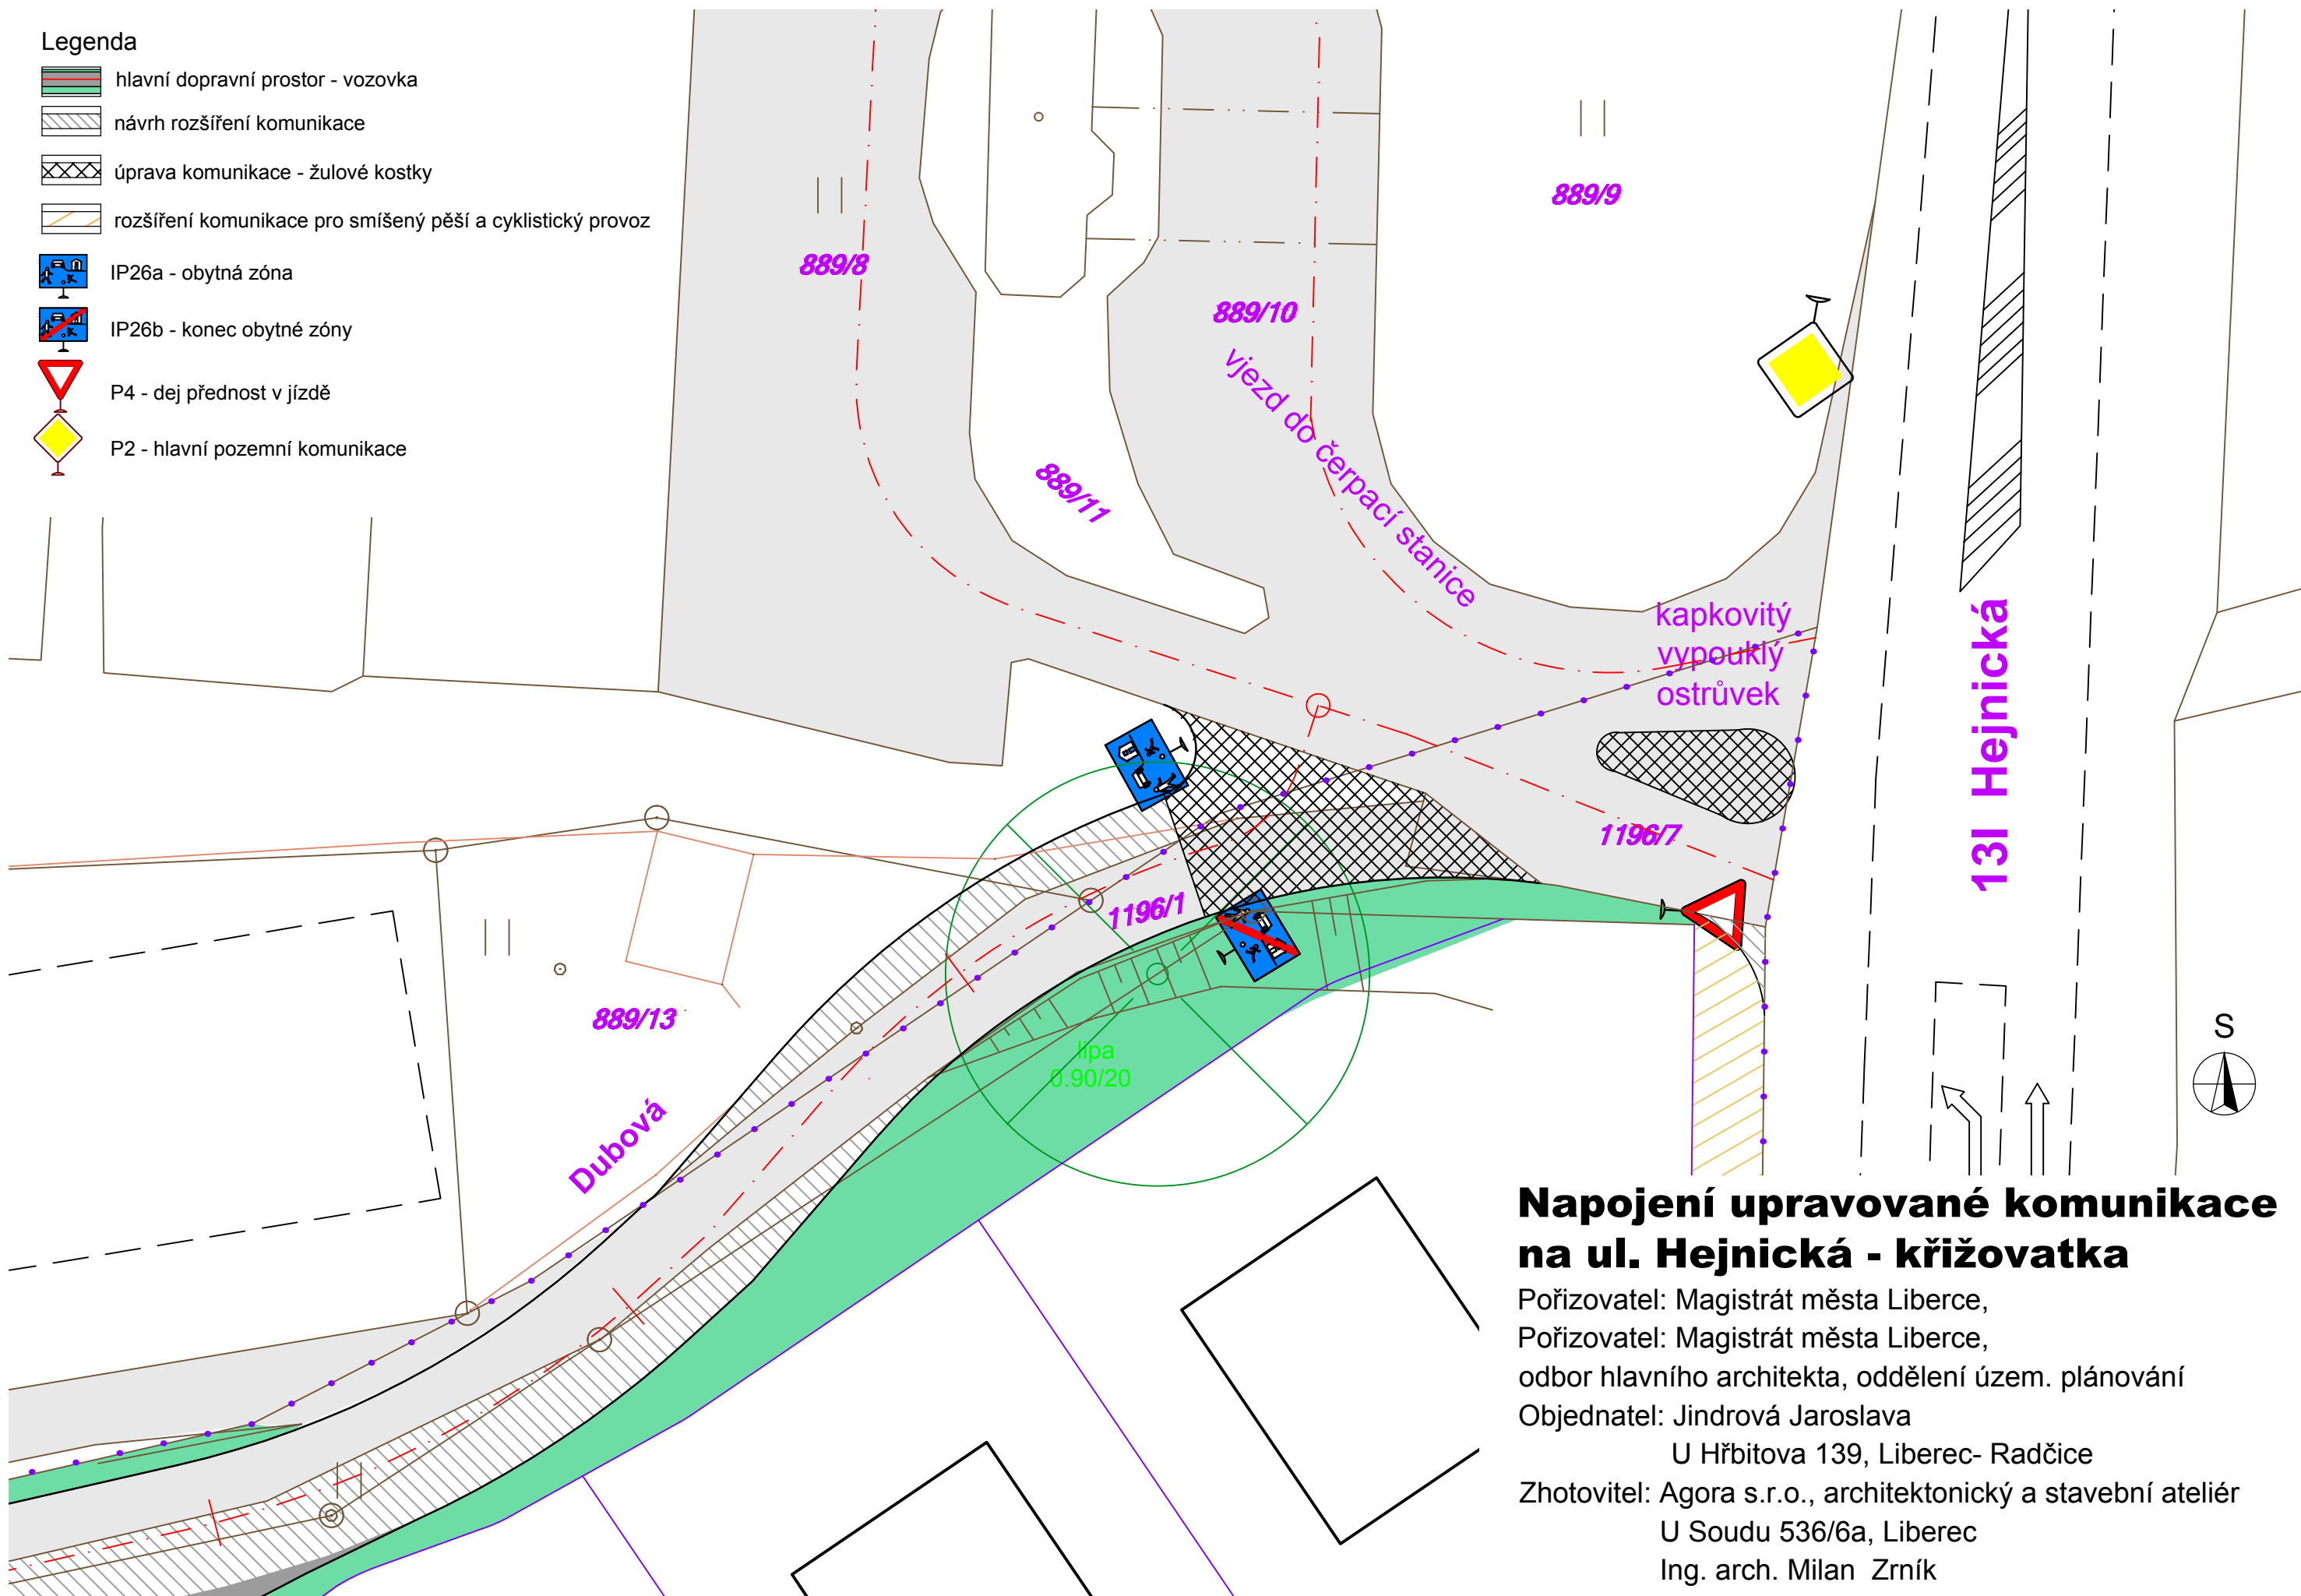 Legenda
hlavní dopravní prostor - vozovka
návrh rozšíření komunikace
úprava komunikace - žulové kostky
rozšíření komunikace pro smíšený pěší a cyklistický provoz
IP26a - obytná zóna
IP26b - konec obytné zóny
P4 - dej přednost v jízdě
P2 - hlavní pozemní komunikace
889/8
889/9
889/10
889/11
vjezd do čerpací stanice
kapkovitý
vypouklý
ostrůvek
13I Hejnická
1196/7
1196/1
889/13
lipa
0.90/20
Dubová
S
Napojení upravované komunikace
na ul. Hejnická - křižovatka
Pořizovatel: Magistrát města Liberce,
Pořizovatel: Magistrát města Liberce,
odbor hlavního architekta, oddělení územ. plánování
Objednatel: Jindrová Jaroslava
U Hřbitova 139, Liberec- Radčice
Zhotovitel: Agora s.r.o., architektonický a stavební ateliér
U Soudu 536/6a, Liberec
Ing. arch. Milan  Zrník